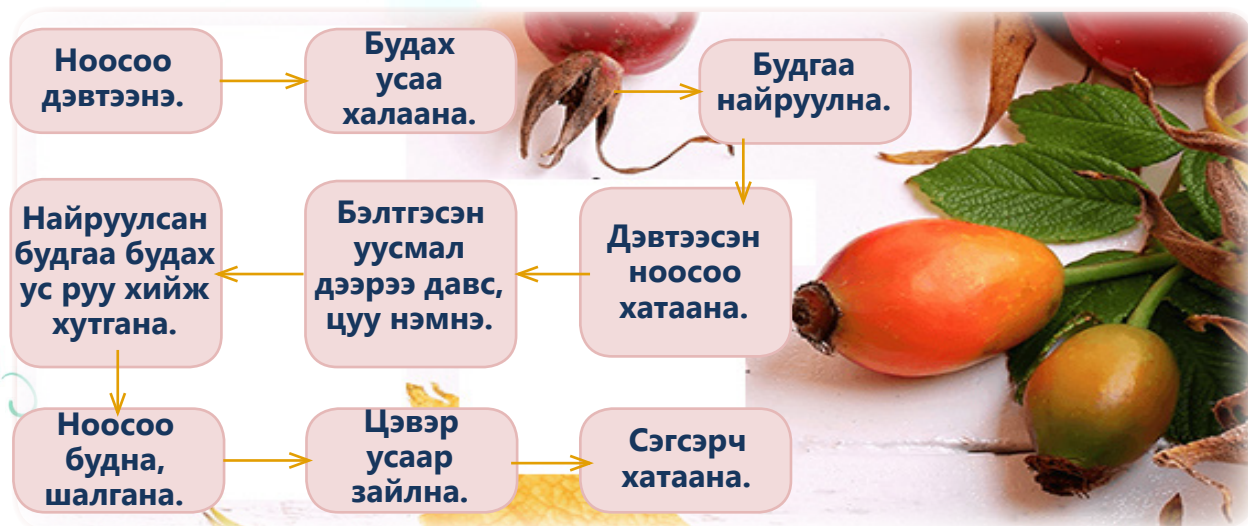 Ноосоо
дэвтээнэ.
Будах
усаа
халаана.
Будгаа
найруулна.
Дэвтээсэн
ноосоо
хатаана.
Бэлтгэсэн
уусмал
дээрээ давс,
цуу нэмнэ.
Найруулсан
будгаа будах
ус руу хийж
хутгана.
Ноосоо
будна,
шалгана.
Цэвэр
усаар
зайлна.
Сэгсэрч
хатаана.